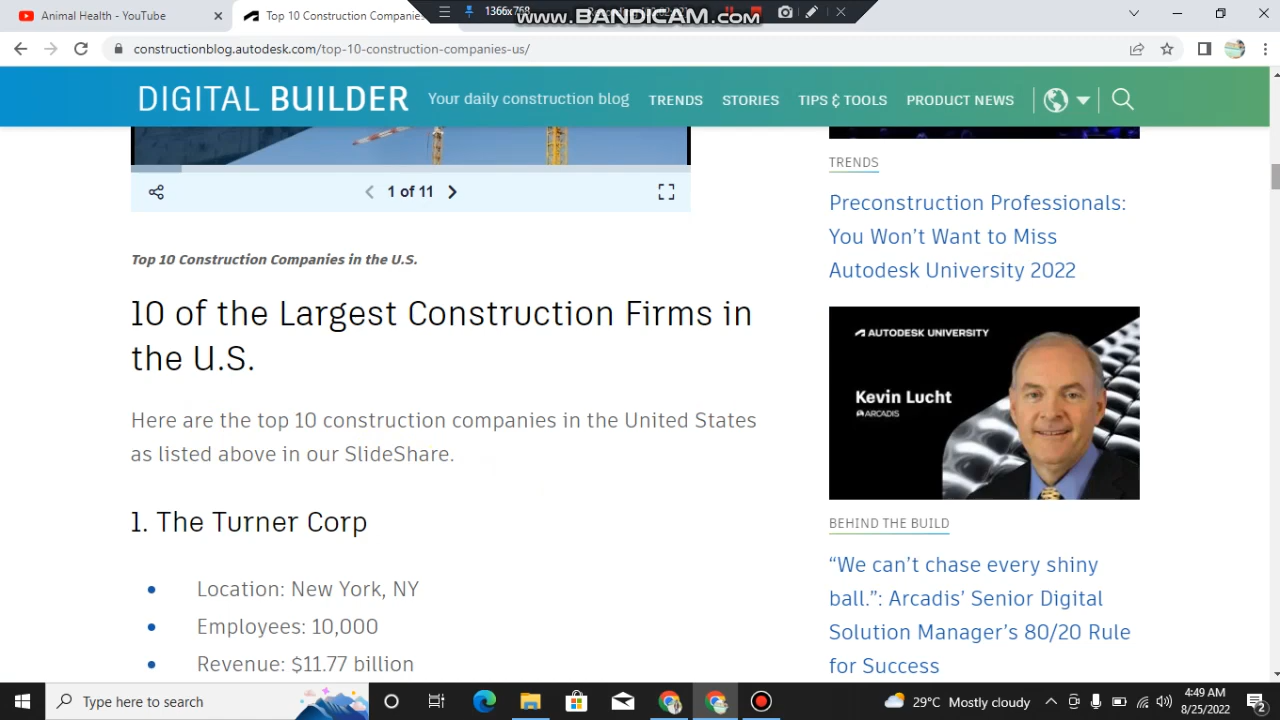 Animal Health - YouTube
Top 10 Construction Companies
1366x768
www.BANDICAM.com
constructionblog.autodesk.com/top-10-construction-companies-us/
DIGITAL BUILDER
Your daily construction blog
TRENDS
STORIES
TIPS & TOOLS
PRODUCT NEWS
1 of 11
Top 10 Construction Companies in the U.S.
10 of the Largest Construction Firms in
the U.S.
Here are the top 10 construction companies in the United States
as listed above in our SlideShare.
1. The Turner Corp
Location: New York, NY
Employees: 10,000
Revenue: $11.77 billion
TRENDS
Preconstruction Professionals:
You Won’t Want to Miss
Autodesk University 2022
AUTODESK UNIVERSITY
Kevin Lucht
ARCADIS
BEHIND THE BUILD
“We can’t chase every shiny
ball.”: Arcadis’ Senior Digital
Solution Manager’s 80/20 Rule
for Success
Type here to search
29°C Mostly cloudy
4:49 AM
8/25/2022
2